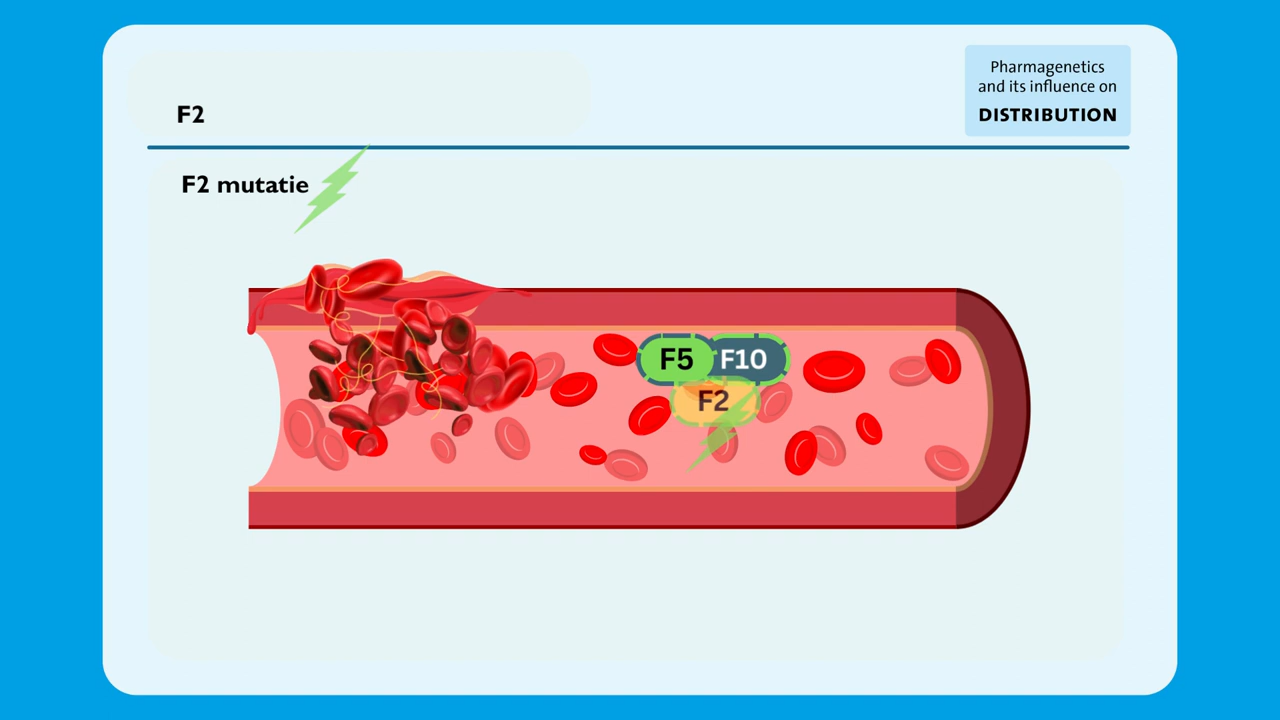 F2
Pharmagenetics
and its influence on
DISTRIBUTION
F2 mutatie
F5
F10
F2